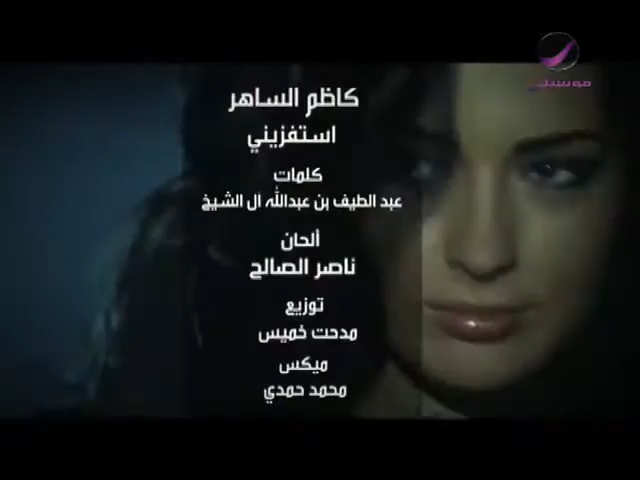 موسيقى
كاظم الساهر
استفزيني
كلمات
عبد الطيف بن عبدالله آل الشيخ
ألحان
ناصر الصالح
توزيع
مدحت خميس
ميكس
محمد حمدي